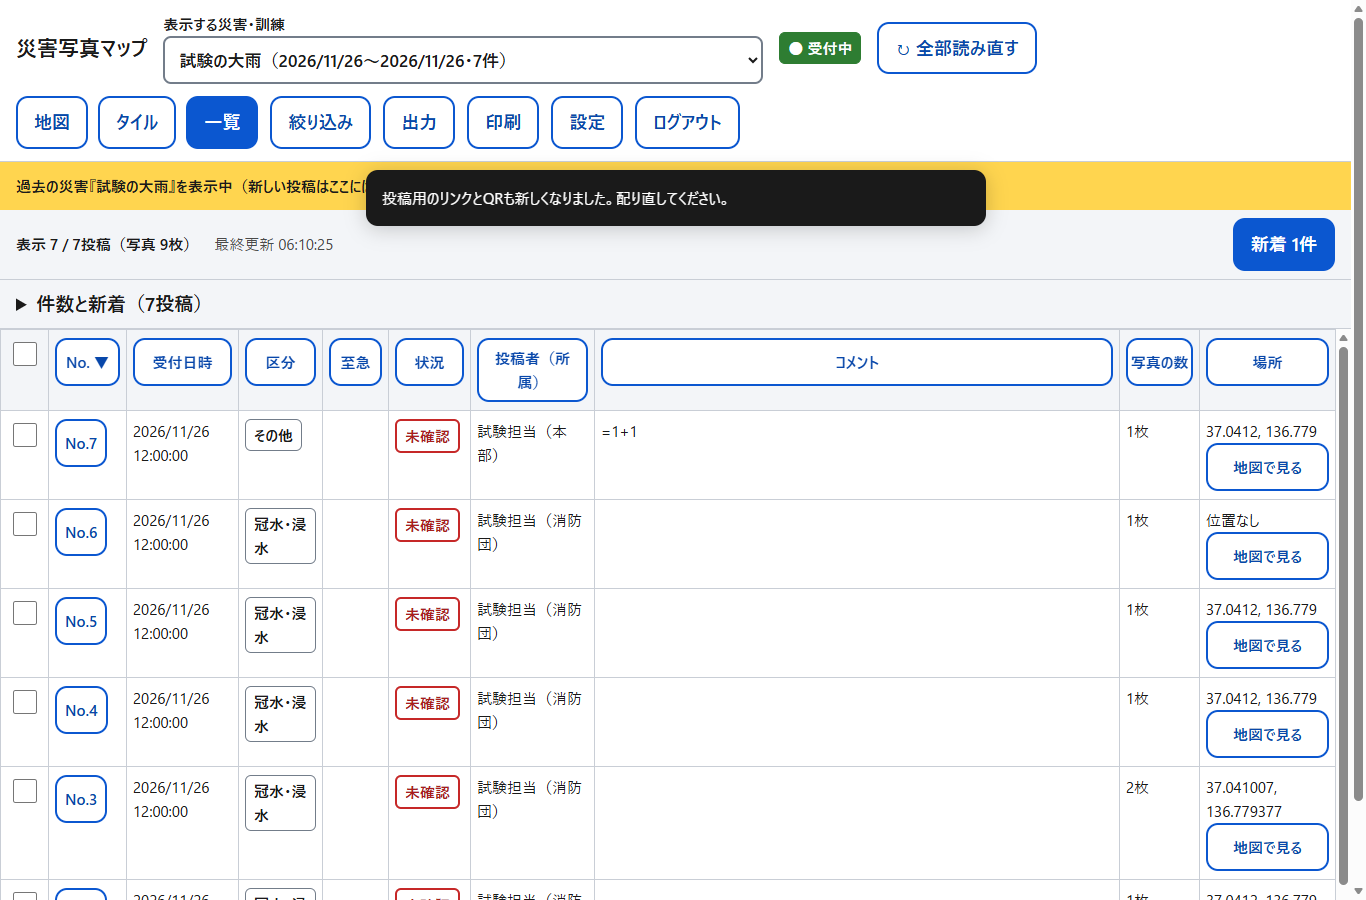 災害写真マップ
表示する災害・訓練
試験の大雨（2026/11/26～2026/11/26・7件）
● 受付中
↻ 全部読み直す
地図
タイル
一覧
絞り込み
出力
印刷
設定
ログアウト
過去の災害『試験の大雨』を表示中（新しい投稿はここに
投稿用のリンクとQRも新しくなりました。配り直してください。
表示 7 / 7投稿（写真 9枚）
最終更新 06:10:25
新着 1件
▶ 件数と新着（7投稿）
No. ▼
受付日時
区分
至急
状況
投稿者（所
属）
コメント
写真の数
場所
No.7
2026/11/26
12:00:00
その他
未確認
試験担当（本
部）
=1+1
1枚
37.0412, 136.779
地図で見る
No.6
2026/11/26
12:00:00
冠水・浸
水
未確認
試験担当（消防
団）
1枚
位置なし
地図で見る
No.5
2026/11/26
12:00:00
冠水・浸
水
未確認
試験担当（消防
団）
1枚
37.0412, 136.779
地図で見る
No.4
2026/11/26
12:00:00
冠水・浸
水
未確認
試験担当（消防
団）
1枚
37.0412, 136.779
地図で見る
No.3
2026/11/26
12:00:00
冠水・浸
水
未確認
試験担当（消防
団）
2枚
37.041007,
136.779377
地図で見る